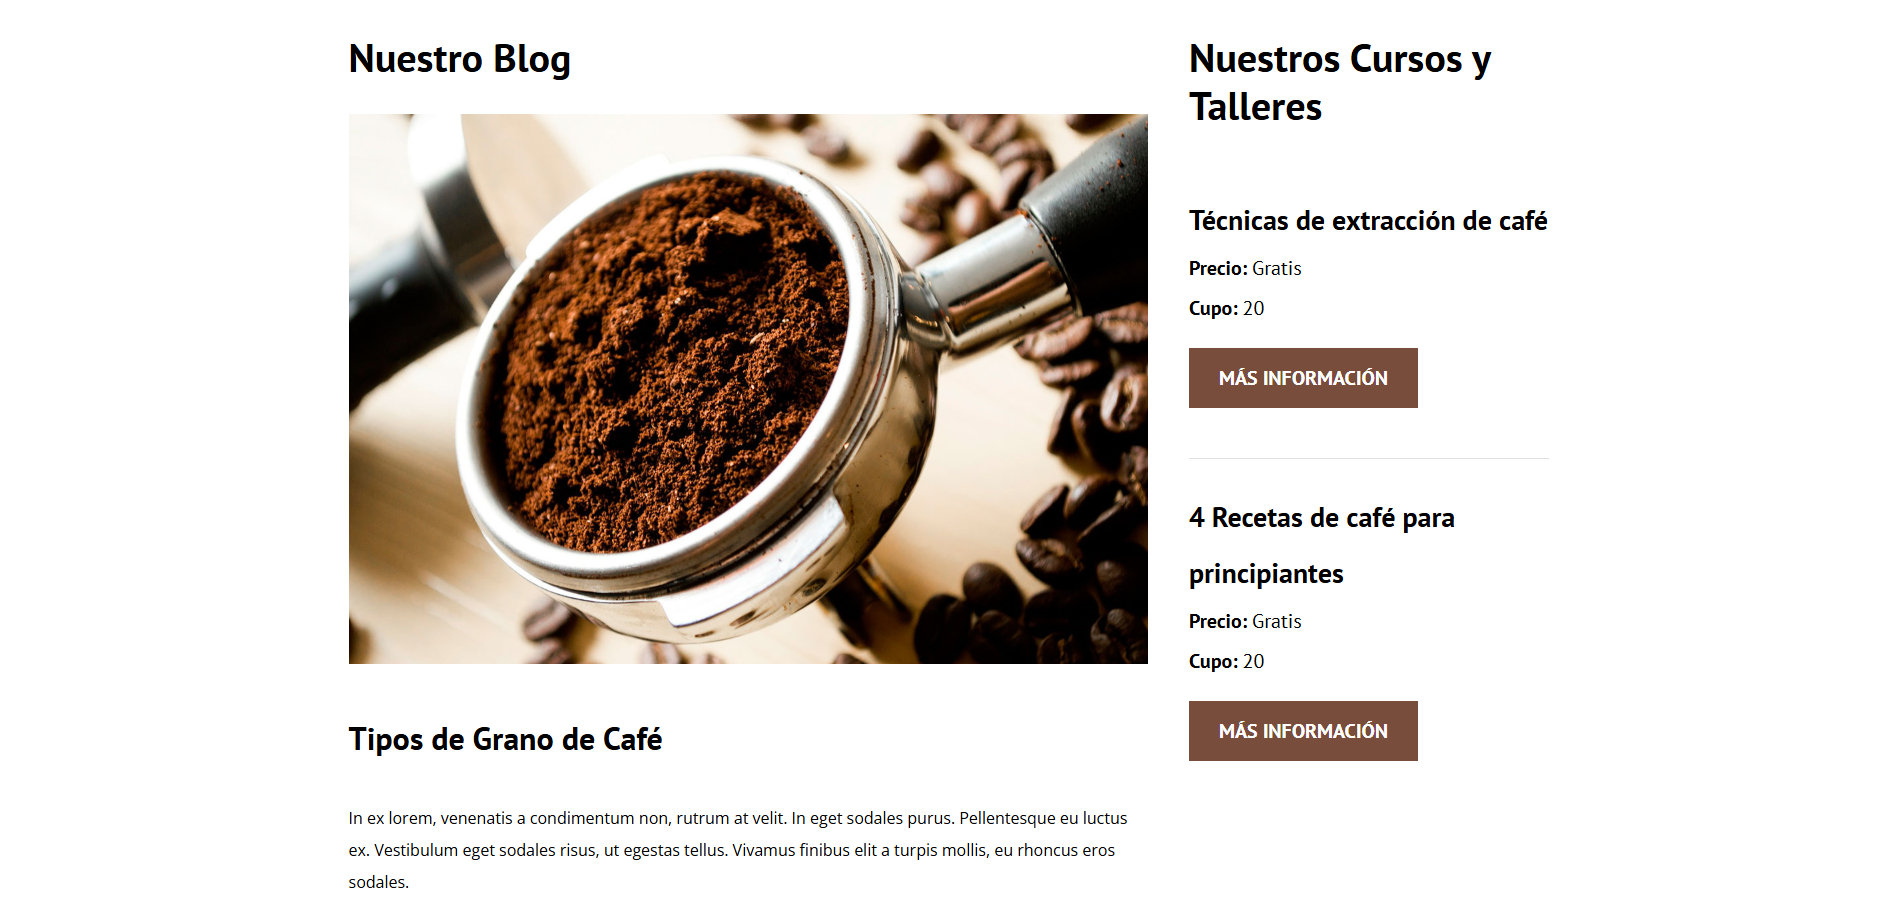 Nuestro Blog
Tipos de Grano de Café
In ex lorem, venenatis a condimentum non, rutrum at velit. In eget sodales purus. Pellentesque eu luctus
ex. Vestibulum eget sodales risus, ut egestas tellus. Vivamus finibus elit a turpis mollis, eu rhoncus eros
sodales.
Nuestros Cursos y
Talleres
Técnicas de extracción de café
Precio: Gratis
Cupo: 20
MÁS INFORMACIÓN
4 Recetas de café para
principiantes
Precio: Gratis
Cupo: 20
MÁS INFORMACIÓN